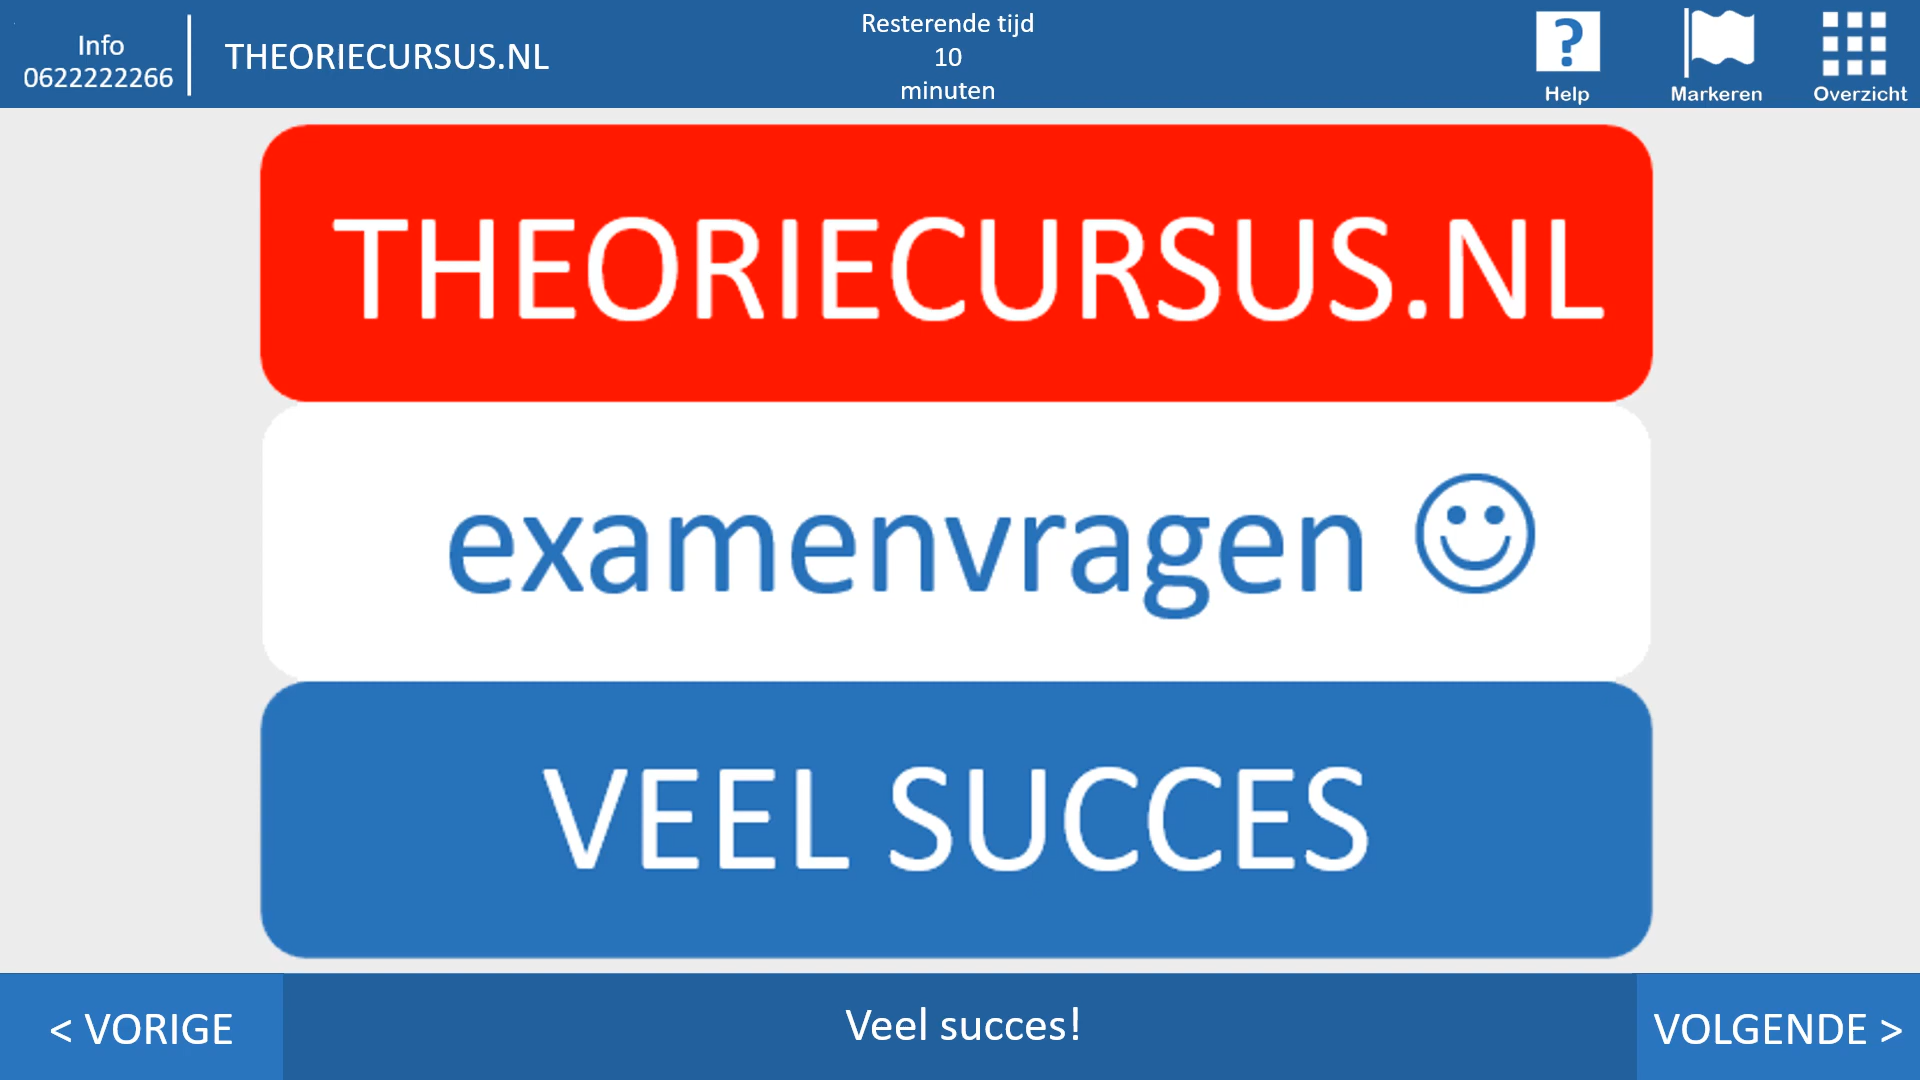 Info
0622222266
THEORIECURSUS.NL
Resterende tijd
10
minuten
?
Help
Markeren
Overzicht
THEORIECURSUS.NL
examenvragen ☺
VEEL SUCCES
< VORIGE
Veel succes!
VOLGENDE >